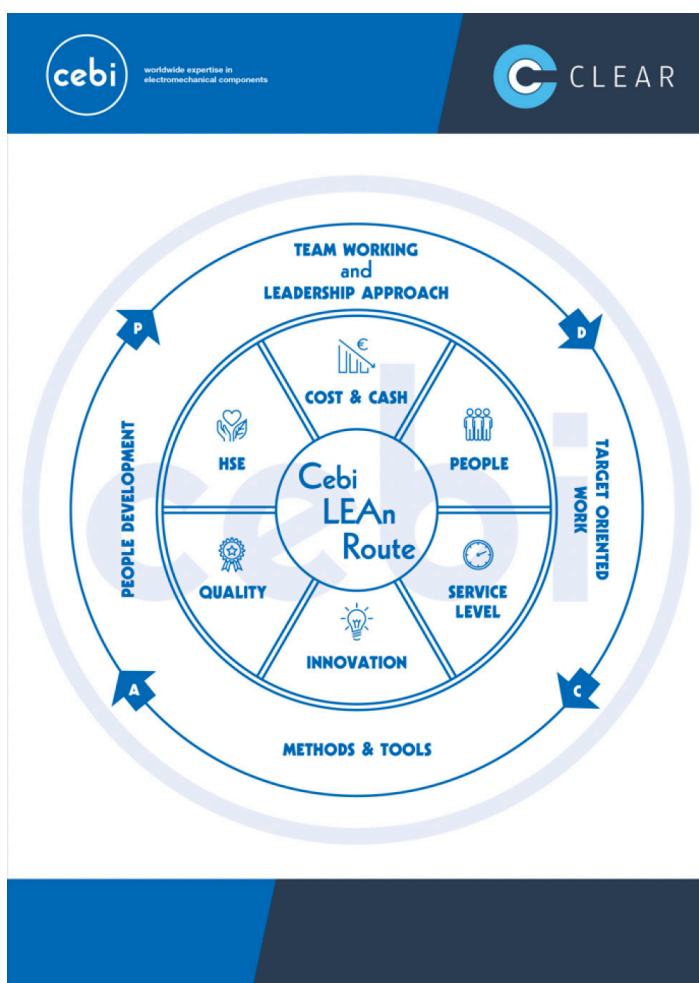 cebi
worldwide expertise in
electromechanical components
CLEAR
TEAM WORKING
and
LEADERSHIP APPROACH
P
D
€
COST & CASH
HSE
PEOPLE
PEOPLE DEVELOPMENT
TARGET ORIENTED
WORK
Cebi
LEAn
Route
QUALITY
SERVICE
LEVEL
INNOVATION
A
C
METHODS & TOOLS
cebi